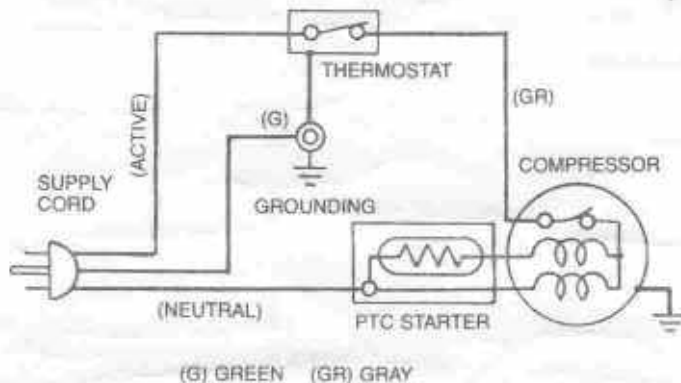 THERMOSTAT
(ACTIVE)
(G)
(GR)
SUPPLY
CORD
GROUNDING
COMPRESSOR
(NEUTRAL)
PTC STARTER
(G) GREEN (GR) GRAY